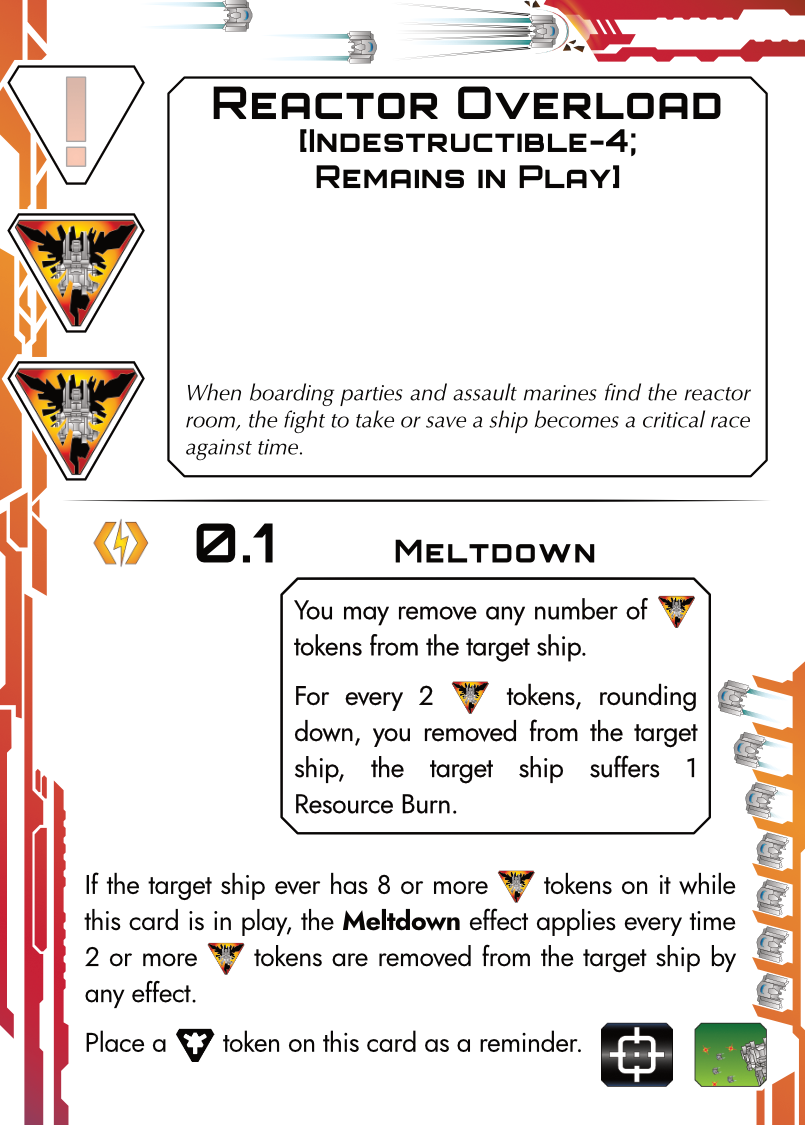 Reactor Overload
[Indestructible-4;
Remains in Play]
When boarding parties and assault marines find the reactor
room, the fight to take or save a ship becomes a critical race
against time.
0.1 Meltdown
You may remove any number of
tokens from the target ship.
For every 2 tokens, rounding
down, you removed from the target
ship, the target ship suffers 1
Resource Burn.
If the target ship ever has 8 or more tokens on it while
this card is in play, the Meltdown effect applies every time
2 or more tokens are removed from the target ship by
any effect.
Place a token on this card as a reminder.